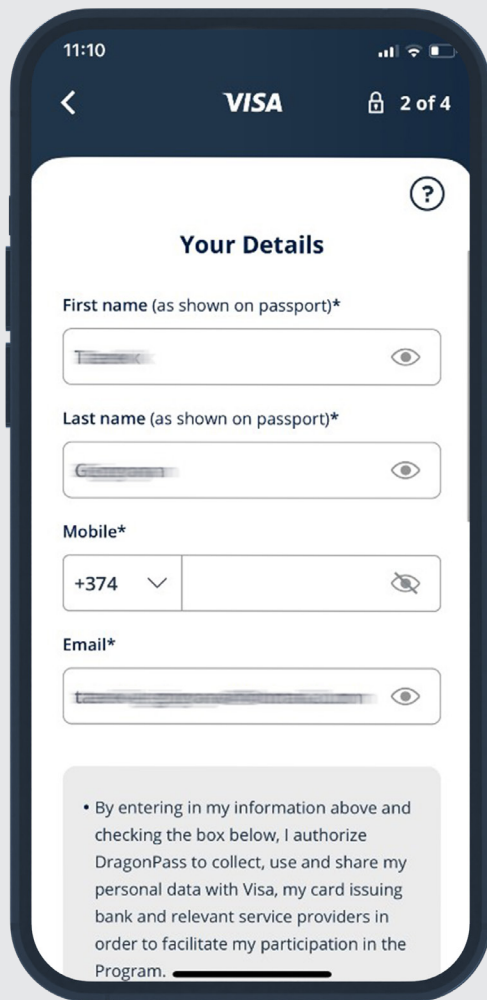 11:10
VISA
2 of 4
?
Your Details
First name (as shown on passport)*
Last name (as shown on passport)*
Mobile*
+374
Email*
• By entering in my information above and
checking the box below, I authorize
DragonPass to collect, use and share my
personal data with Visa, my card issuing
bank and relevant service providers in
order to facilitate my participation in the
Program.